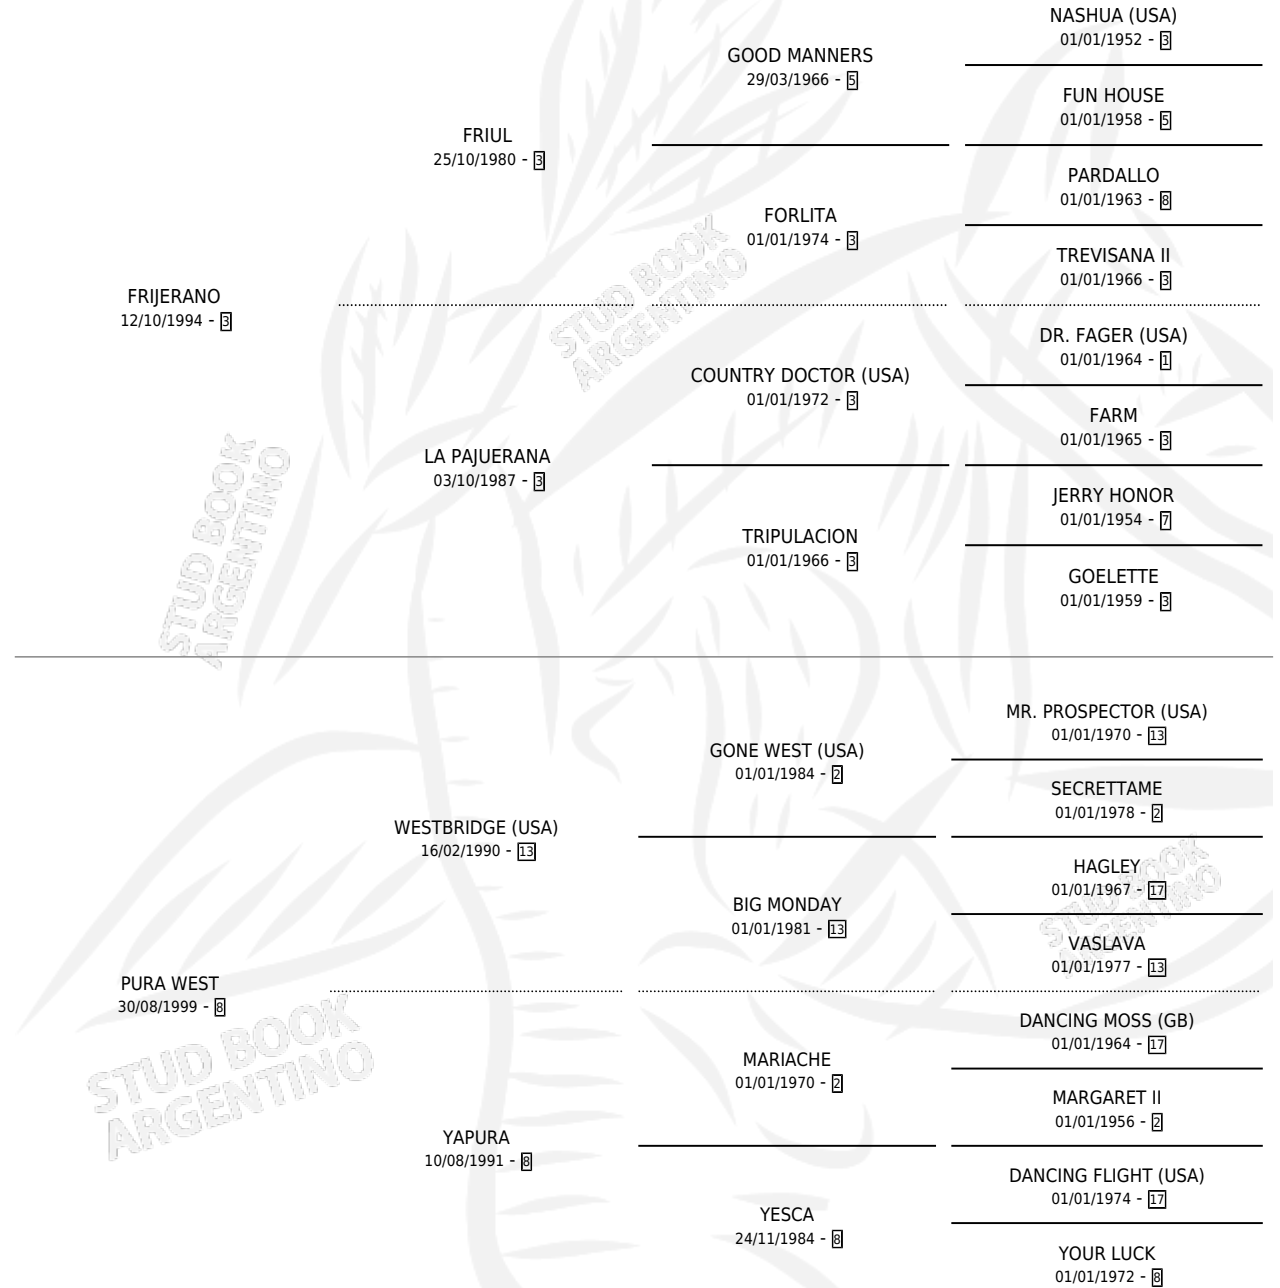 NASHUA (USA)
01/01/1952 - 3
GOOD MANNERS
29/03/1966 - 5
FUN HOUSE
01/01/1958 - 5
FRIUL
25/10/1980 - 3
PARDALLO
01/01/1963 - 8
FORLITA
01/01/1974 - 3
TREVISANA II
01/01/1966 - 3
FRIJERANO
12/10/1994 - 3
STUD BOOK
ARGENTINO
DR. FAGER (USA)
01/01/1964 - 1
COUNTRY DOCTOR (USA)
01/01/1972 - 3
FARM
01/01/1965 - 3
LA PAJUERANA
03/10/1987 - 3
JERRY HONOR
01/01/1954 - 7
TRIPULACION
01/01/1966 - 3
GOELETTE
01/01/1959 - 3
STUD BOOK
ARGENTINO
MR. PROSPECTOR (USA)
01/01/1970 - 13
GONE WEST (USA)
01/01/1984 - 2
SECRETTAME
01/01/1978 - 2
WESTBRIDGE (USA)
16/02/1990 - 13
HAGLEY
01/01/1967 - 17
BIG MONDAY
01/01/1981 - 13
STUD BOOK
ARGENTINO
VASLAVA
01/01/1977 - 13
PURA WEST
30/08/1999 - 8
DANCING MOSS (GB)
01/01/1964 - 17
STUD BOOK
ARGENTINO
MARIACHE
01/01/1970 - 2
MARGARET II
01/01/1956 - 2
YAPURA
10/08/1991 - 8
DANCING FLIGHT (USA)
01/01/1974 - 17
YESCA
24/11/1984 - 8
YOUR LUCK
01/01/1972 - 8